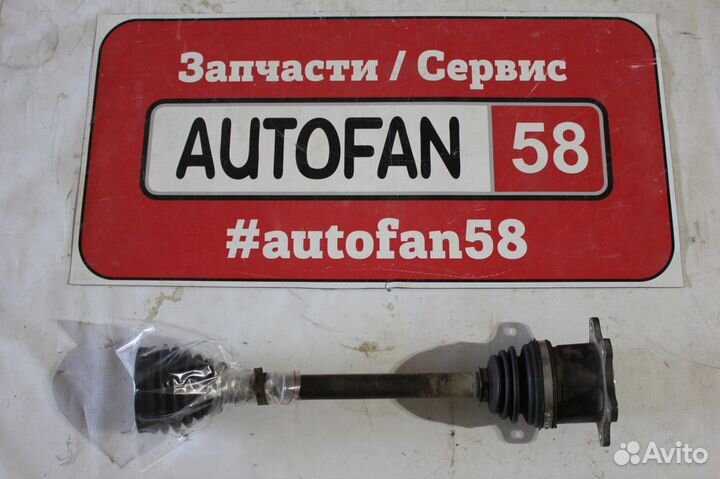 Запчасти / Сервис
AUTOFAN 58
#autofan58
Avito